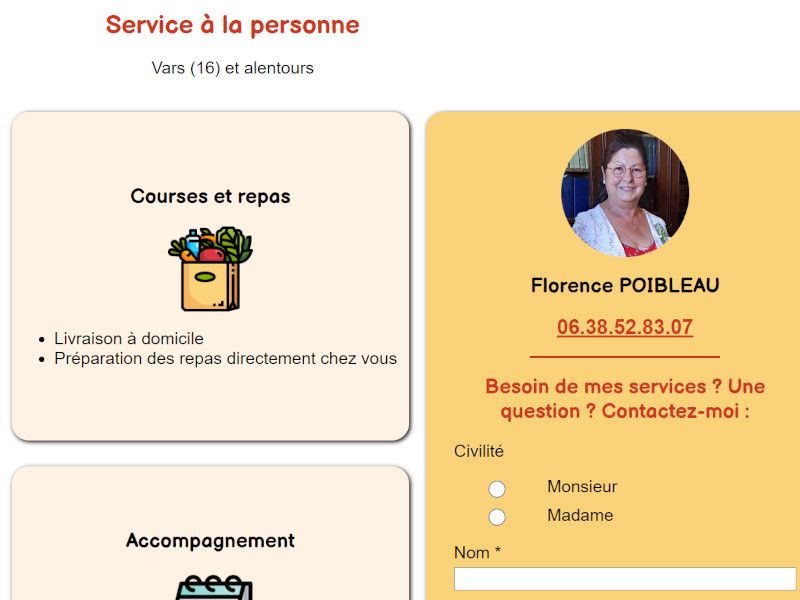 Service à la personne
Vars (16) et alentours
Courses et repas
Livraison à domicile
Préparation des repas directement chez vous
Accompagnement
Florence POIBLEAU
06.38.52.83.07
Besoin de mes services ? Une
question ? Contactez-moi :
Civilité
Monsieur
Madame
Nom *